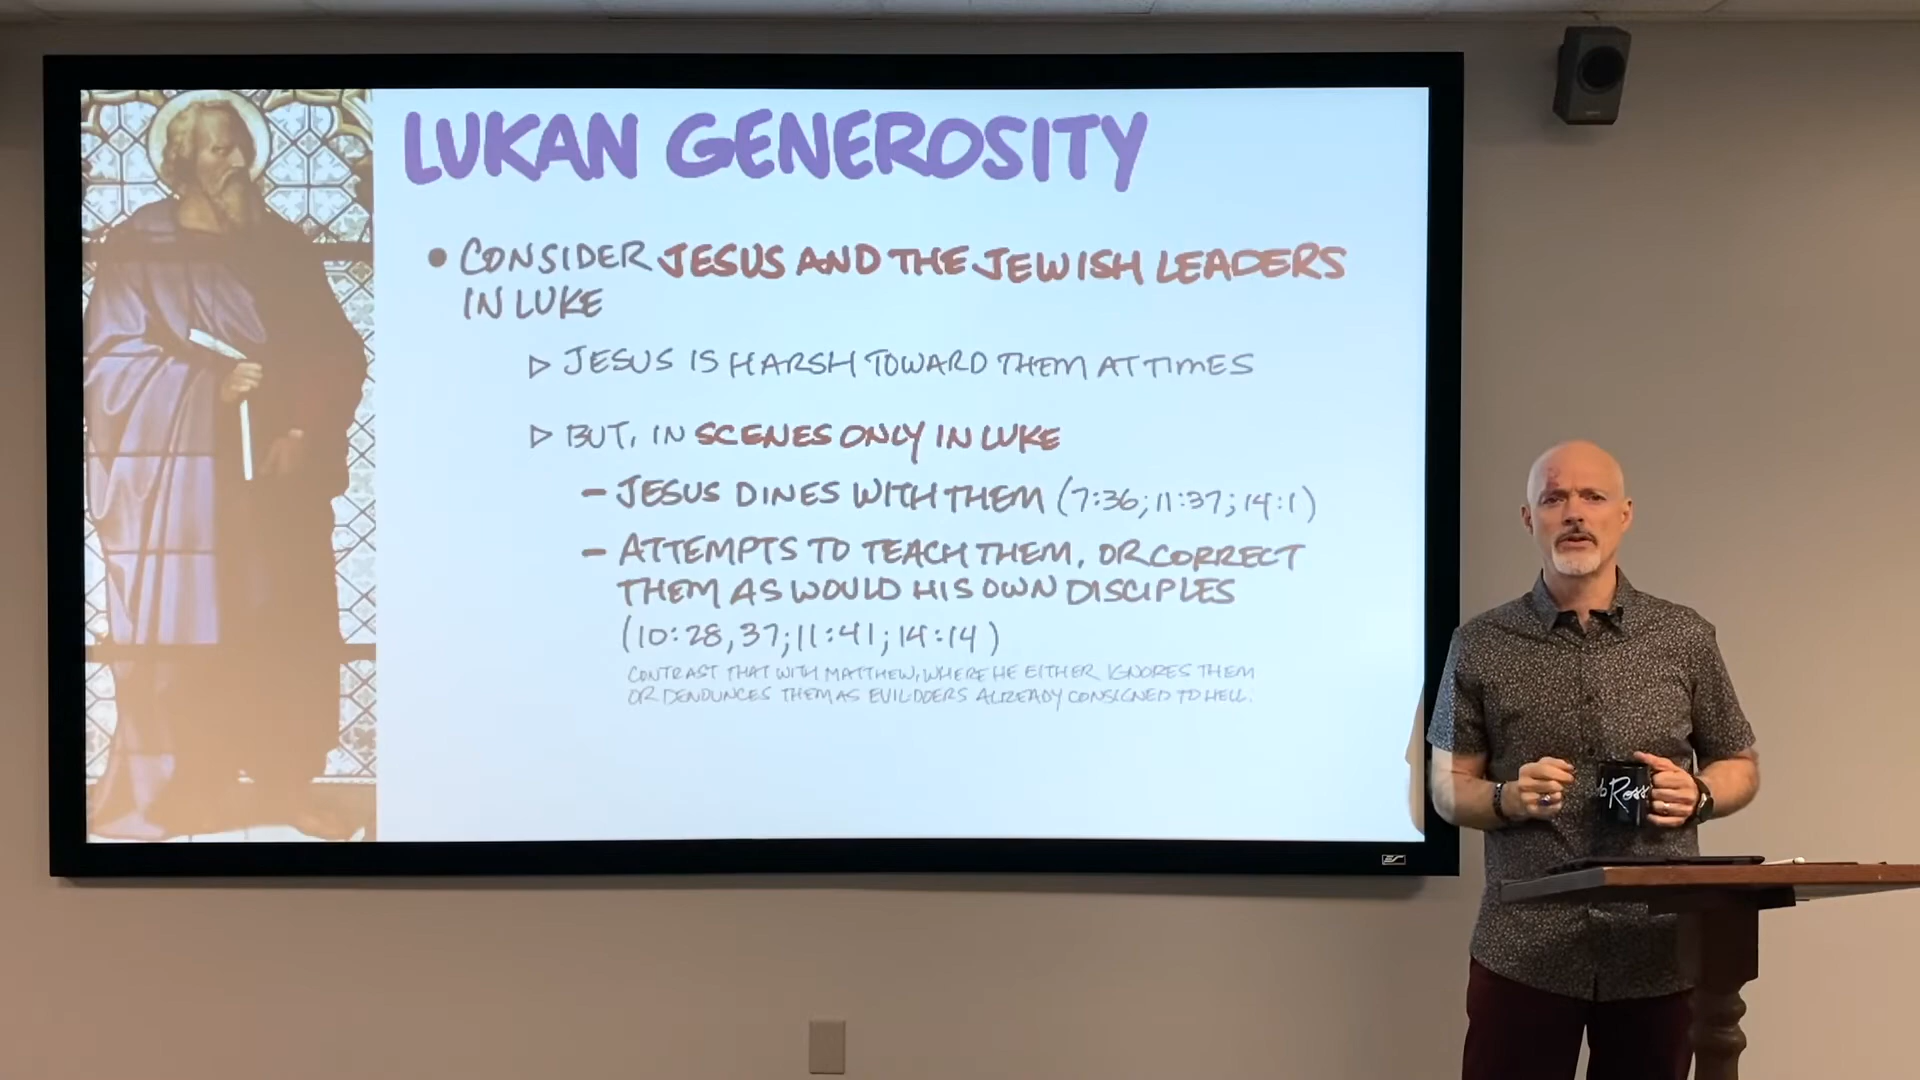 LUKAN GENEROSITY
• CONSIDER JESUS AND THE JEWISH LEADERS
IN LUKE
▷ JESUS IS HARSH TOWARD THEM AT TIMES
▷ BUT, IN SCENES ONLY IN LUKE
– JESUS DINES WITH THEM (7:36; 11:37; 14:1)
– ATTEMPTS TO TEACH THEM, OR CORRECT
THEM AS WOULD HIS OWN DISCIPLES
(10:28, 37; 11:41; 14:14)
CONTRAST THAT WITH MATTHEW, WHERE HE EITHER IGNORES THEM
OR DENOUNCES THEM AS EVILDOERS ALREADY CONSIGNED TO HELL.
Ross